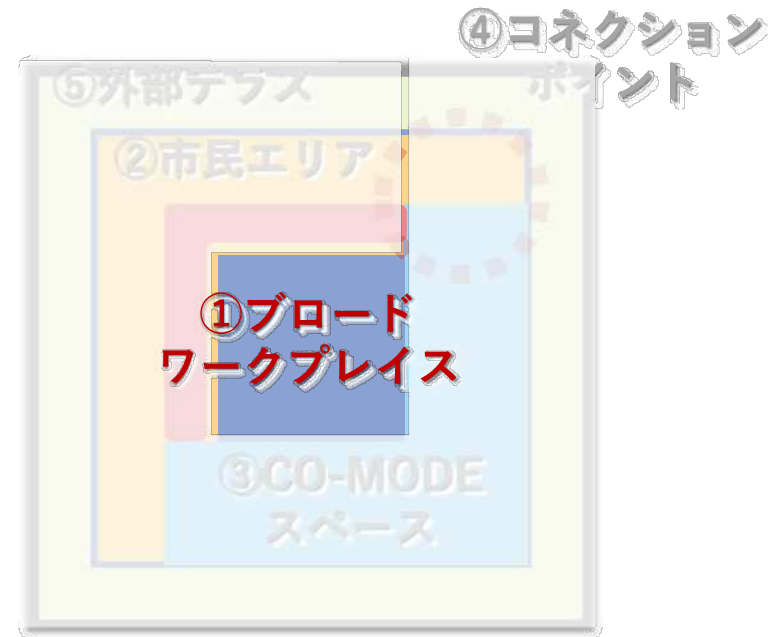 ④コネクション
ポイント
⑤外部テラス
②市民エリア
①ブロード
ワークプレイス
③CO-MODE
スペース